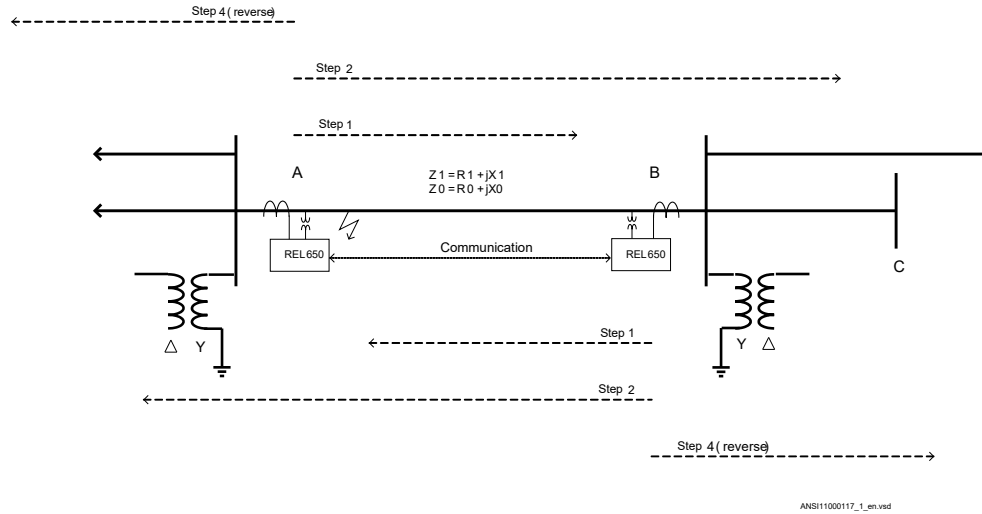 Step 4 (reverse)
Step 2
Step 1
A
B
Z1=R1+jX1
Z0=R0+jX0
REL650
Communication
REL650
C
△ Y
Y △
Step 1
Step 2
Step 4 (reverse)
ANSI11000117_1_en.vsd